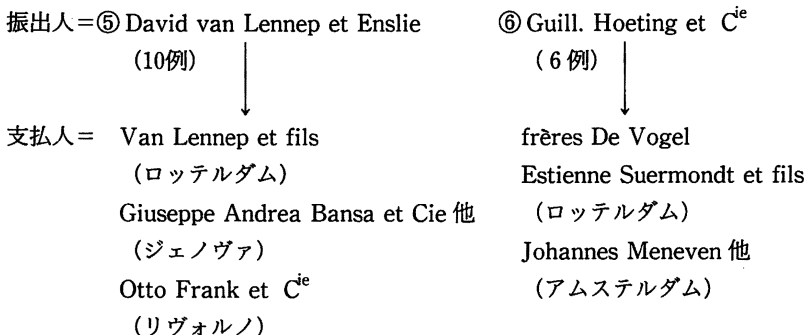 振出人＝⑤ David van Lennep et Enslie　⑥ Guill. Hoeting et Cie
（10例）　（6例）
支払人＝　Van Lennep et fils　frères De Vogel
（ロッテルダム）　Estienne Suermondt et fils
Giuseppe Andrea Bansa et Cie 他　（ロッテルダム）
（ジェノヴァ）　Johannes Meneven 他
Otto Frank et Cie　（アムステルダム）
（リヴォルノ）